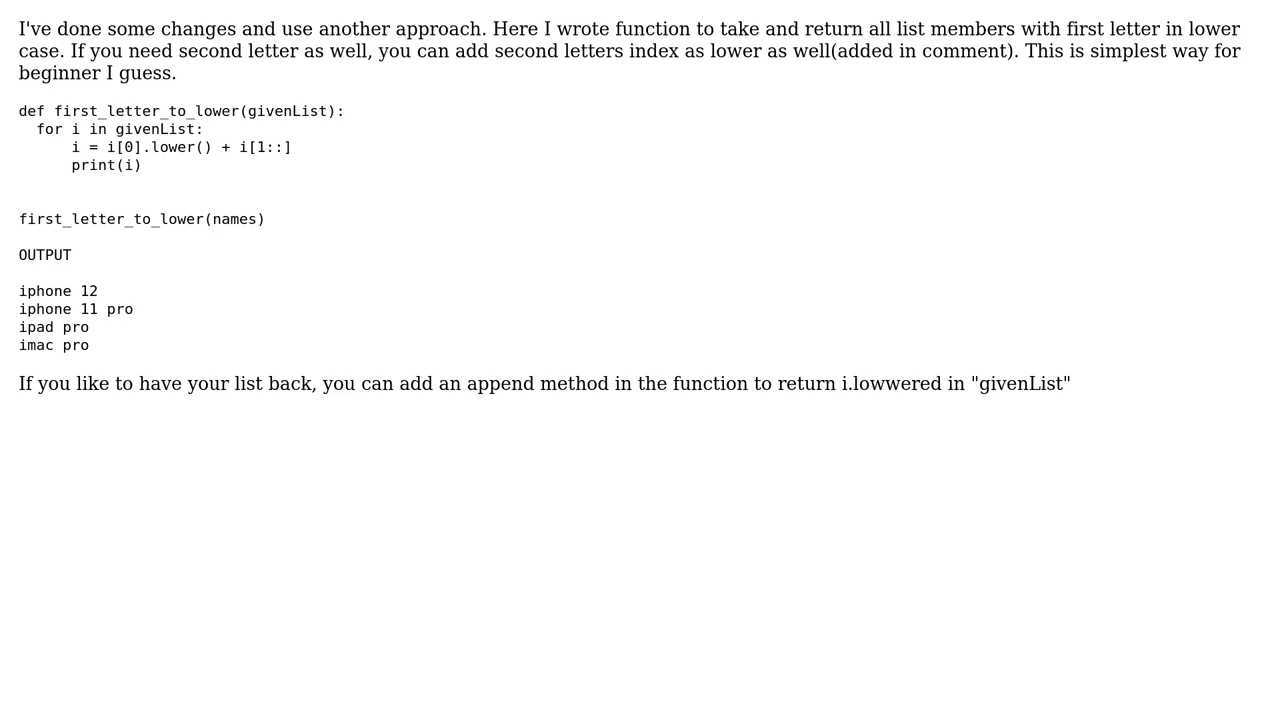 I've done some changes and use another approach. Here I wrote function to take and return all list members with first letter in lower
case. If you need second letter as well, you can add second letters index as lower as well(added in comment). This is simplest way for
beginner I guess.
def first_letter_to_lower(givenList):
  for i in givenList:
      i = i[0].lower() + i[1::]
      print(i)
first_letter_to_lower(names)
OUTPUT
iphone 12
iphone 11 pro
ipad pro
imac pro
If you like to have your list back, you can add an append method in the function to return i.lowwered in "givenList"